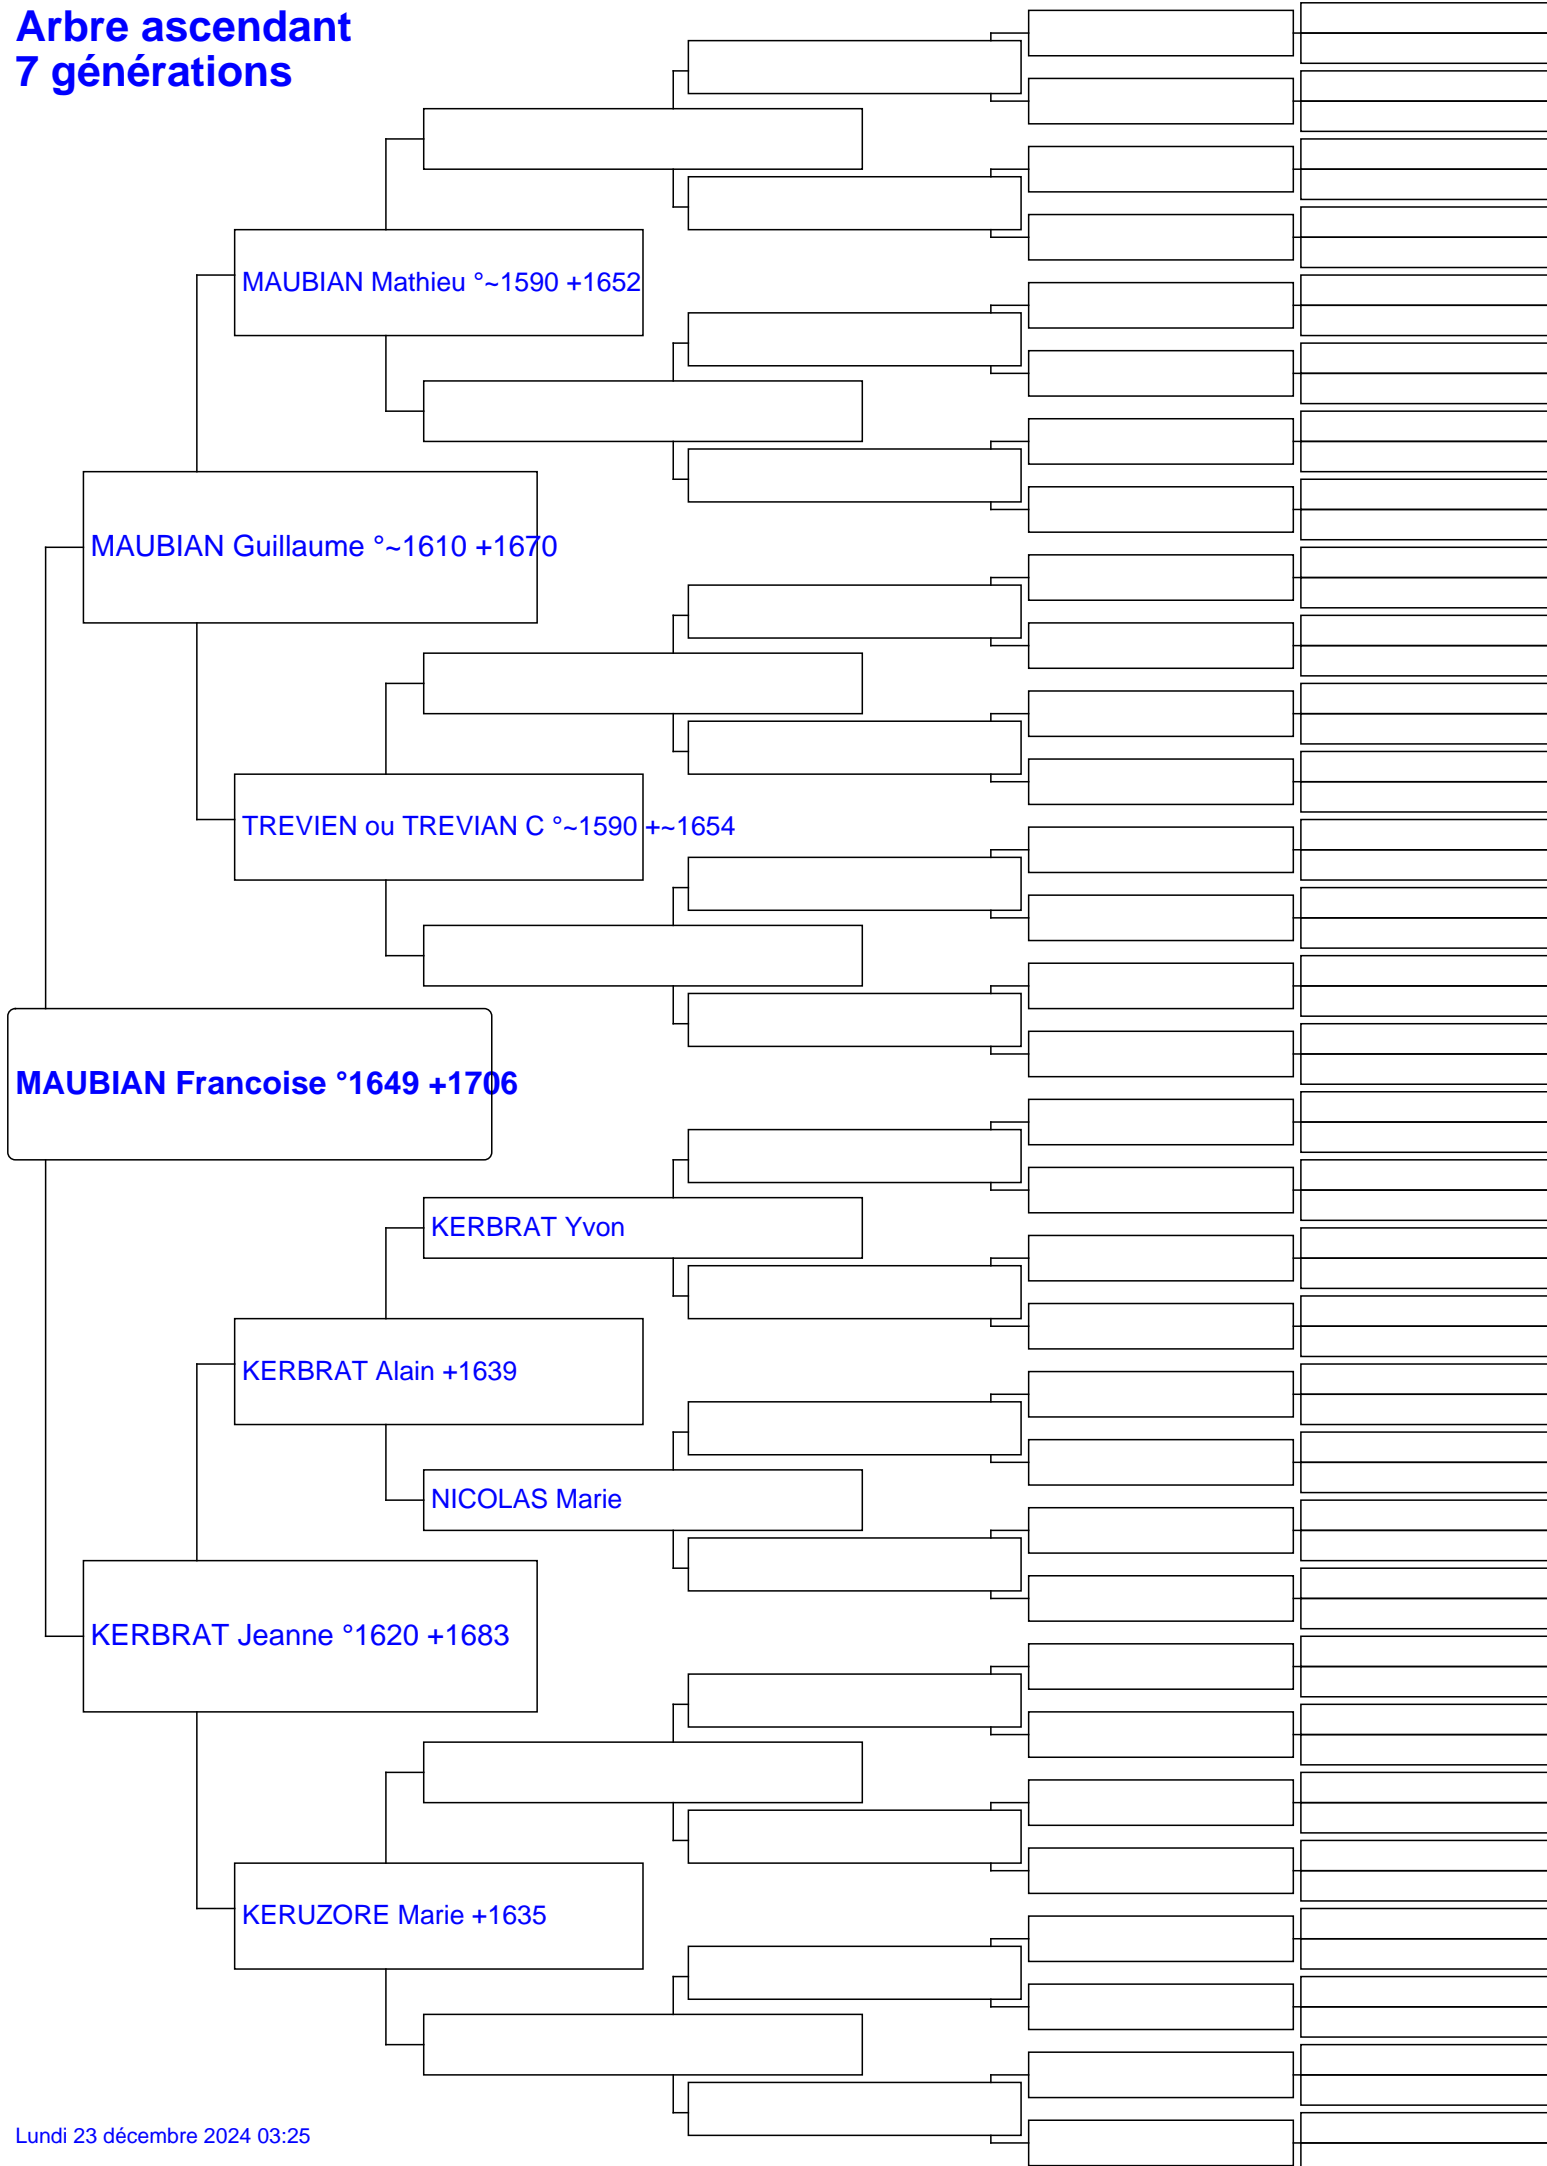 Arbre ascendant
7 générations
MAUBIAN Mathieu °~1590 +1652
MAUBIAN Guillaume °~1610 +1670
TREVIEN ou TREVIAN C °~1590 +~1654
MAUBIAN Francoise °1649 +1706
KERBRAT Yvon
KERBRAT Alain +1639
NICOLAS Marie
KERBRAT Jeanne °1620 +1683
KERUZORE Marie +1635
Lundi 23 décembre 2024 03:25